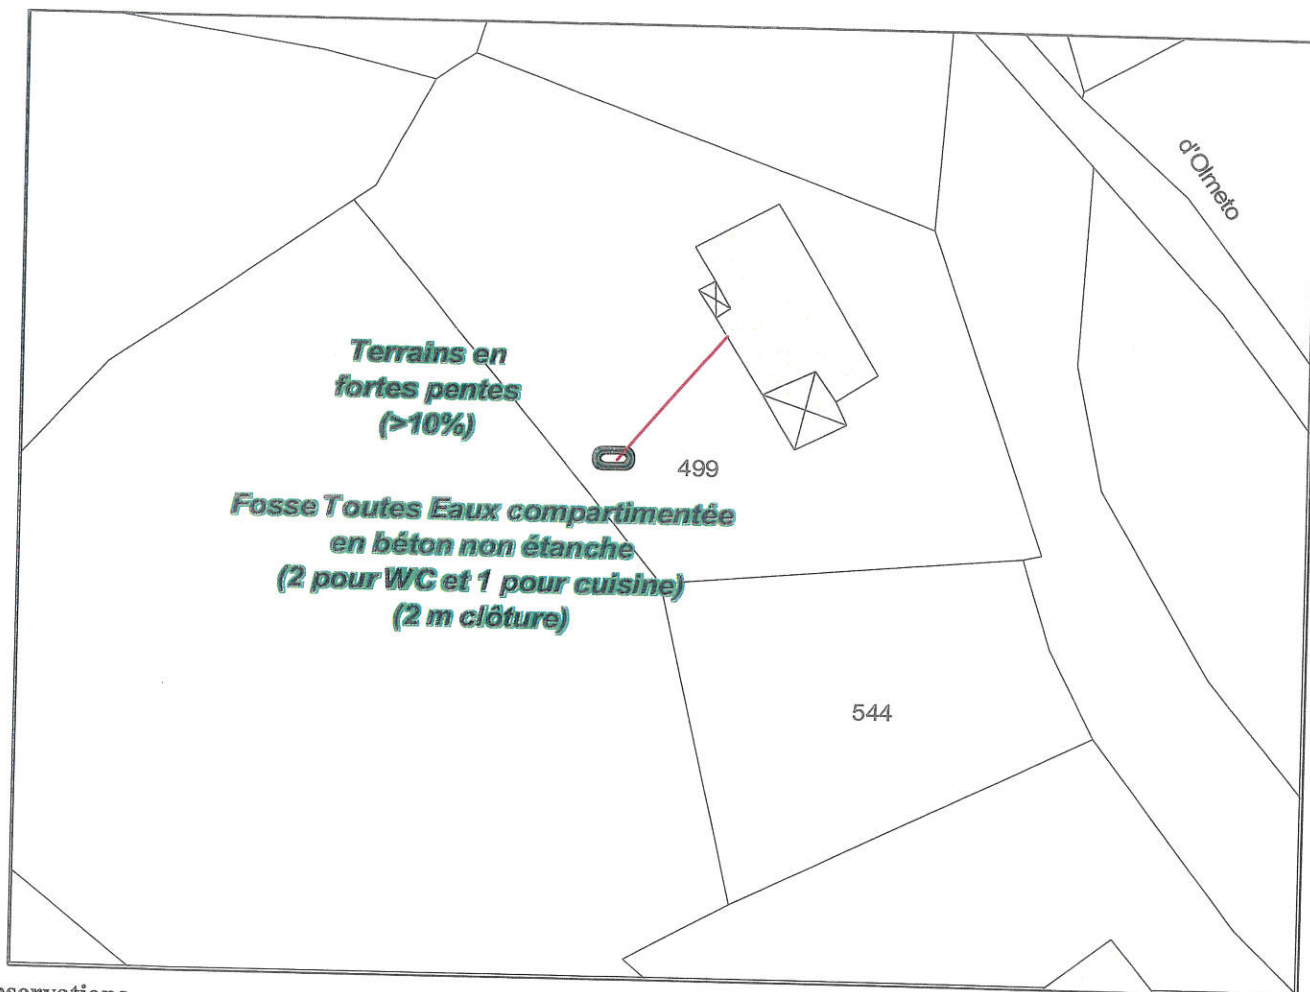 d'Olmeto
Terrains en
fortes pentes
(>10%)
499
Fosse Toutes Eaux compartimentée
en béton non étanche
(2 pour WC et 1 pour cuisine)
(2 m clôture)
544